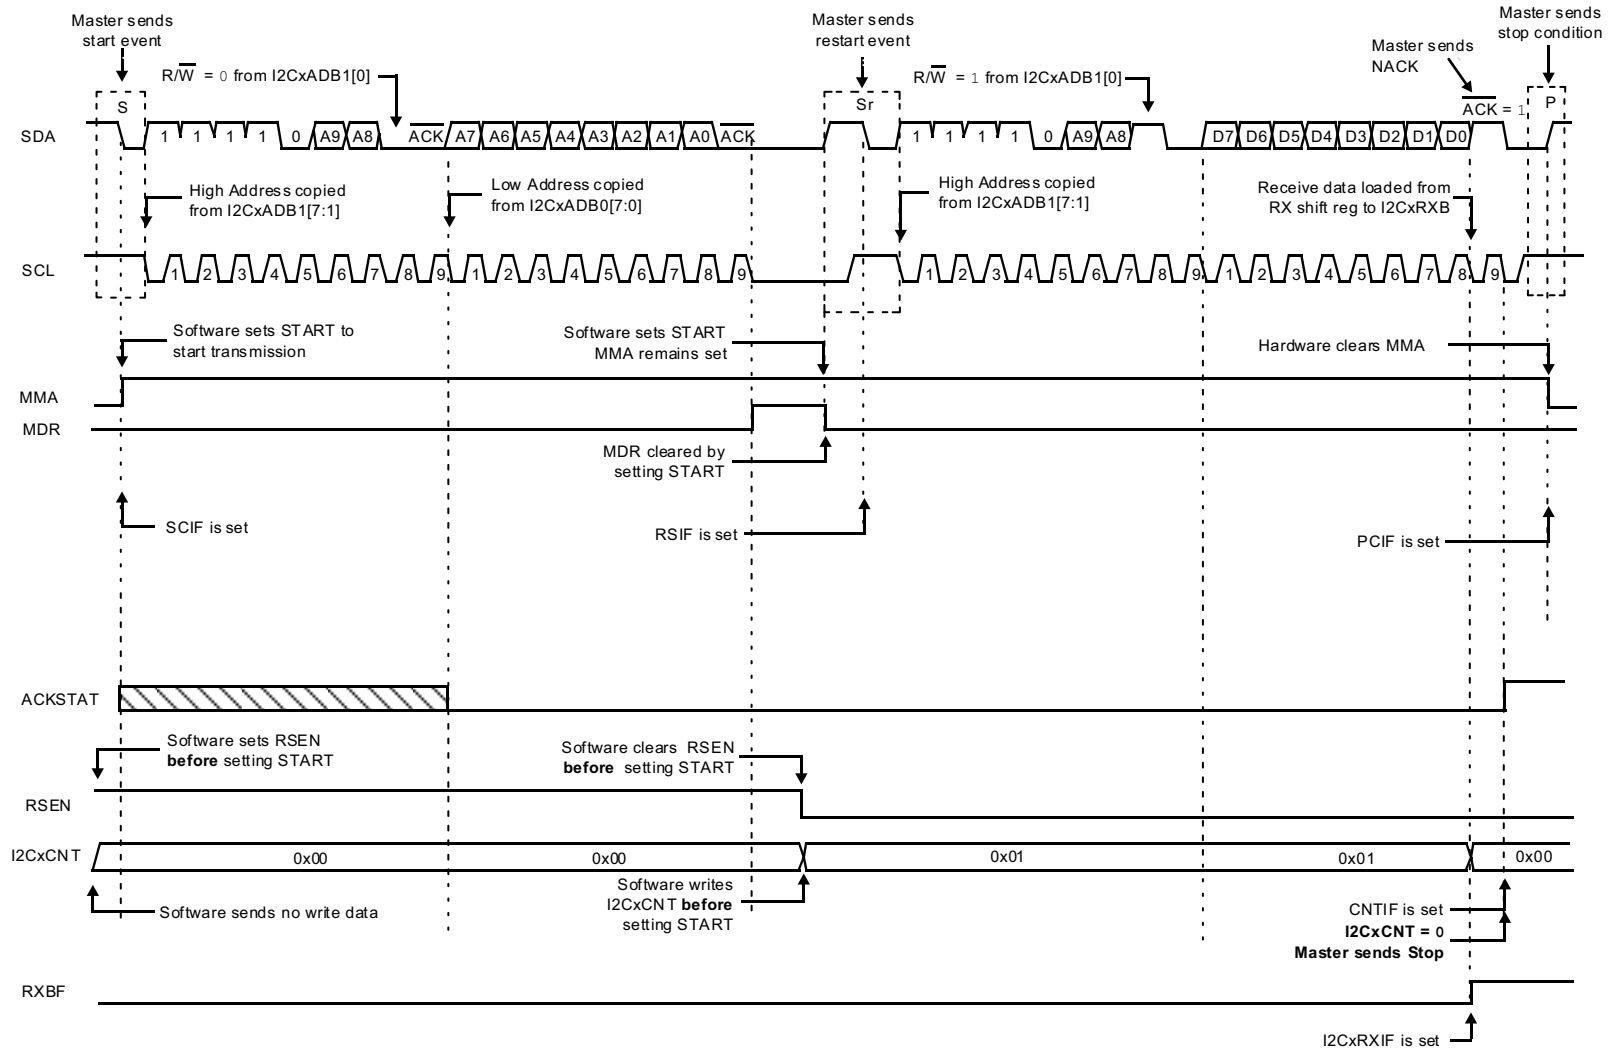 Master sends
start event
Master sends
restart event
Master sends
stop condition
Master sends
NACK
R/W = 0 from I2CxADB1[0]
R/W = 1 from I2CxADB1[0]
S
Sr
ACK = 1
P
SDA
1 1 1 1 0 A9 A8 ACK A7 A6 A5 A4 A3 A2 A1 A0 ACK
1 1 1 1 0 A9 A8 D7 D6 D5 D4 D3 D2 D1 D0
High Address copied
from I2CxADB1[7:1]
Low Address copied
from I2CxADB0[7:0]
High Address copied
from I2CxADB1[7:1]
Receive data loaded from
RX shift reg to I2CxRXB
SCL
1 2 3 4 5 6 7 8 9 1 2 3 4 5 6 7 8 9
1 2 3 4 5 6 7 8 9 1 2 3 4 5 6 7 8 9
Software sets START to
start transmission
Software sets START
MMA remains set
Hardware clears MMA
MMA
MDR
MDR cleared by
setting START
SCIF is set
RSIF is set
PCIF is set
ACKSTAT
Software sets RSEN
before setting START
Software clears RSEN
before setting START
RSEN
I2CxCNT
0x00
0x00
0x01
0x01
0x00
Software sends no write data
Software writes
I2CxCNT before
setting START
CNTIF is set
I2CxCNT = 0
Master sends Stop
RXBF
I2CxRXIF is set